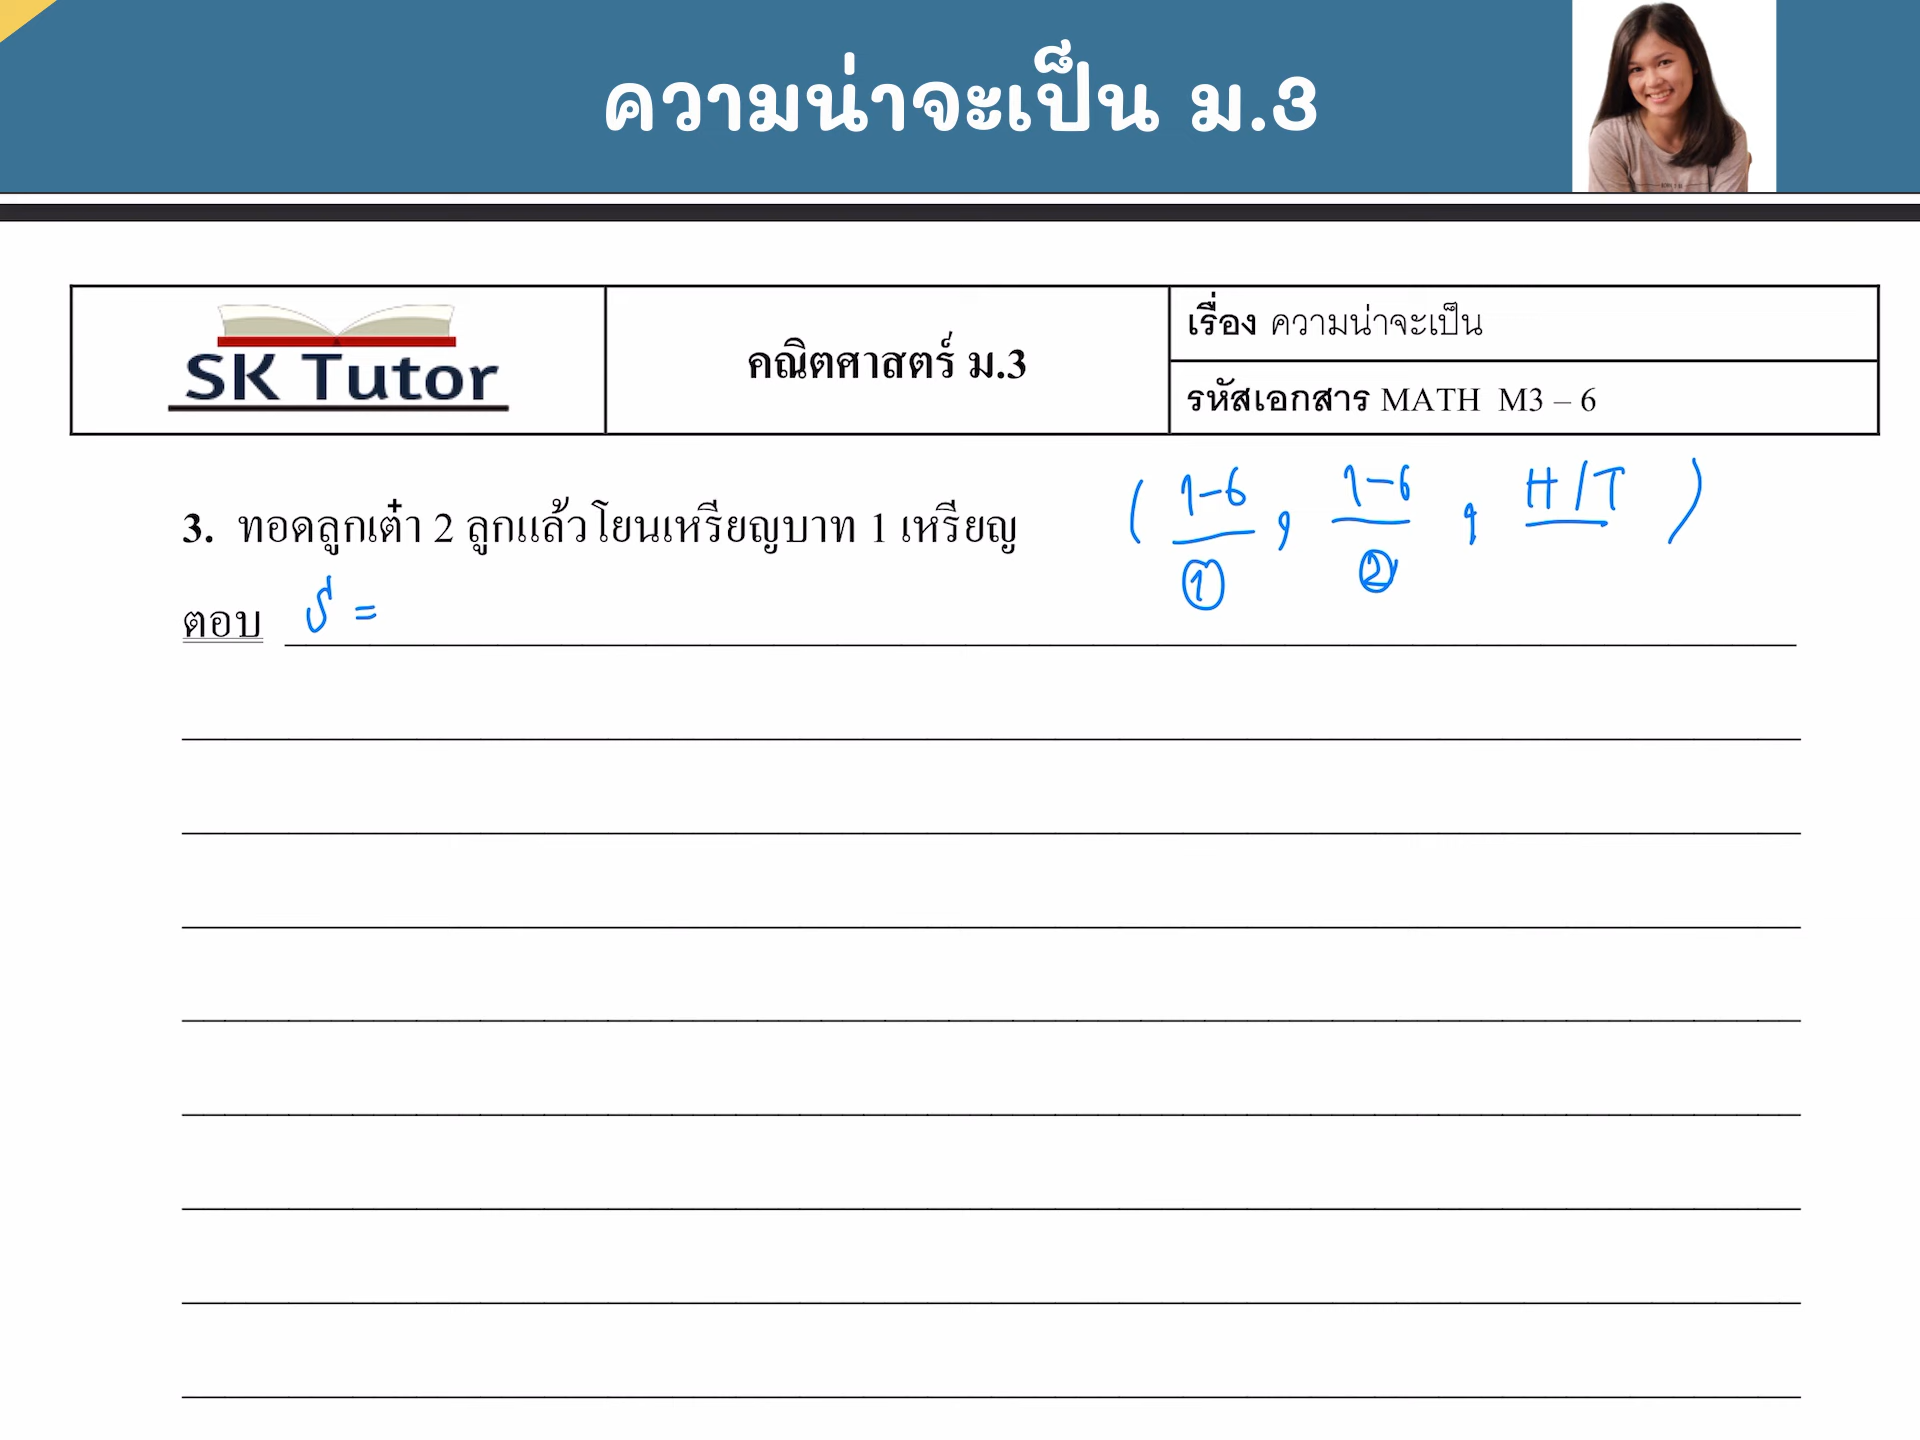 ความน่าจะเป็น ม.3
SK Tutor
คณิตศาสตร์ ม.3
เรื่อง ความน่าจะเป็น
รหัสเอกสาร MATH M3 – 6
3. ทอดลูกเต๋า 2 ลูกแล้วโยนเหรียญบาท 1 เหรียญ
( 1-6 , 1-6 , H/T )
① ②
ตอบ S =